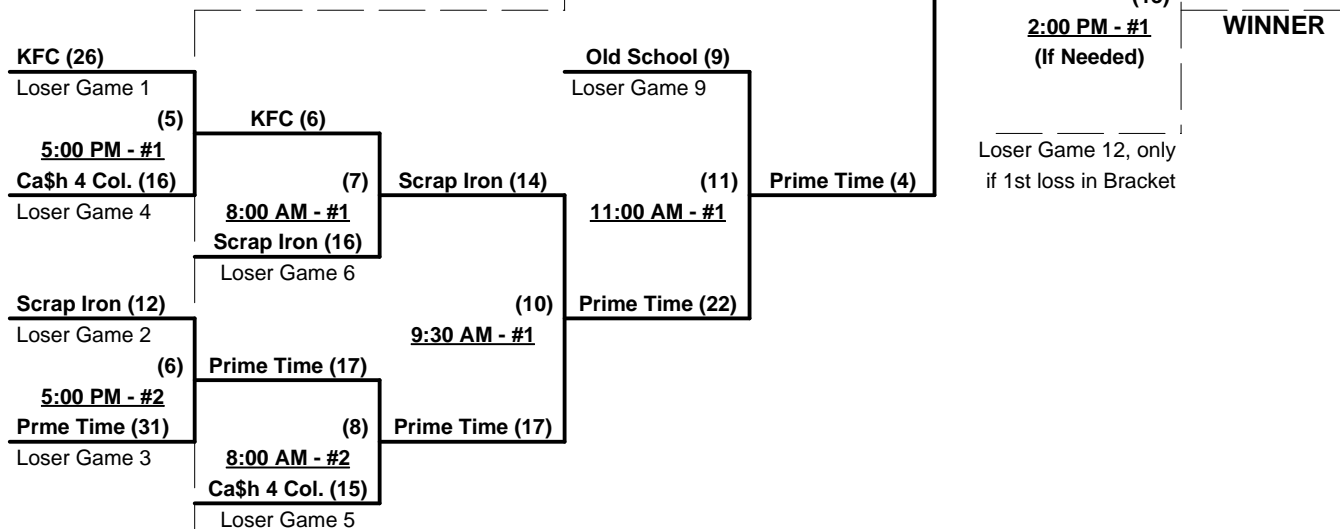 (13)
2:00 PM - #1
WINNER
(If Needed)
KFC (26)
Loser Game 1
Old School (9)
Loser Game 9
(5)
5:00 PM - #1
KFC (6)
Ca$h 4 Col. (16)
Loser Game 4
(7)
8:00 AM - #1
Scrap Iron (14)
Scrap Iron (16)
Loser Game 6
(11)
11:00 AM - #1
Prime Time (4)
Loser Game 12, only
if 1st loss in Bracket
Scrap Iron (12)
Loser Game 2
(10)
9:30 AM - #1
Prime Time (22)
(6)
5:00 PM - #2
Prime Time (17)
Prme Time (31)
Loser Game 3
(8)
8:00 AM - #2
Prime Time (17)
Ca$h 4 Col. (15)
Loser Game 5